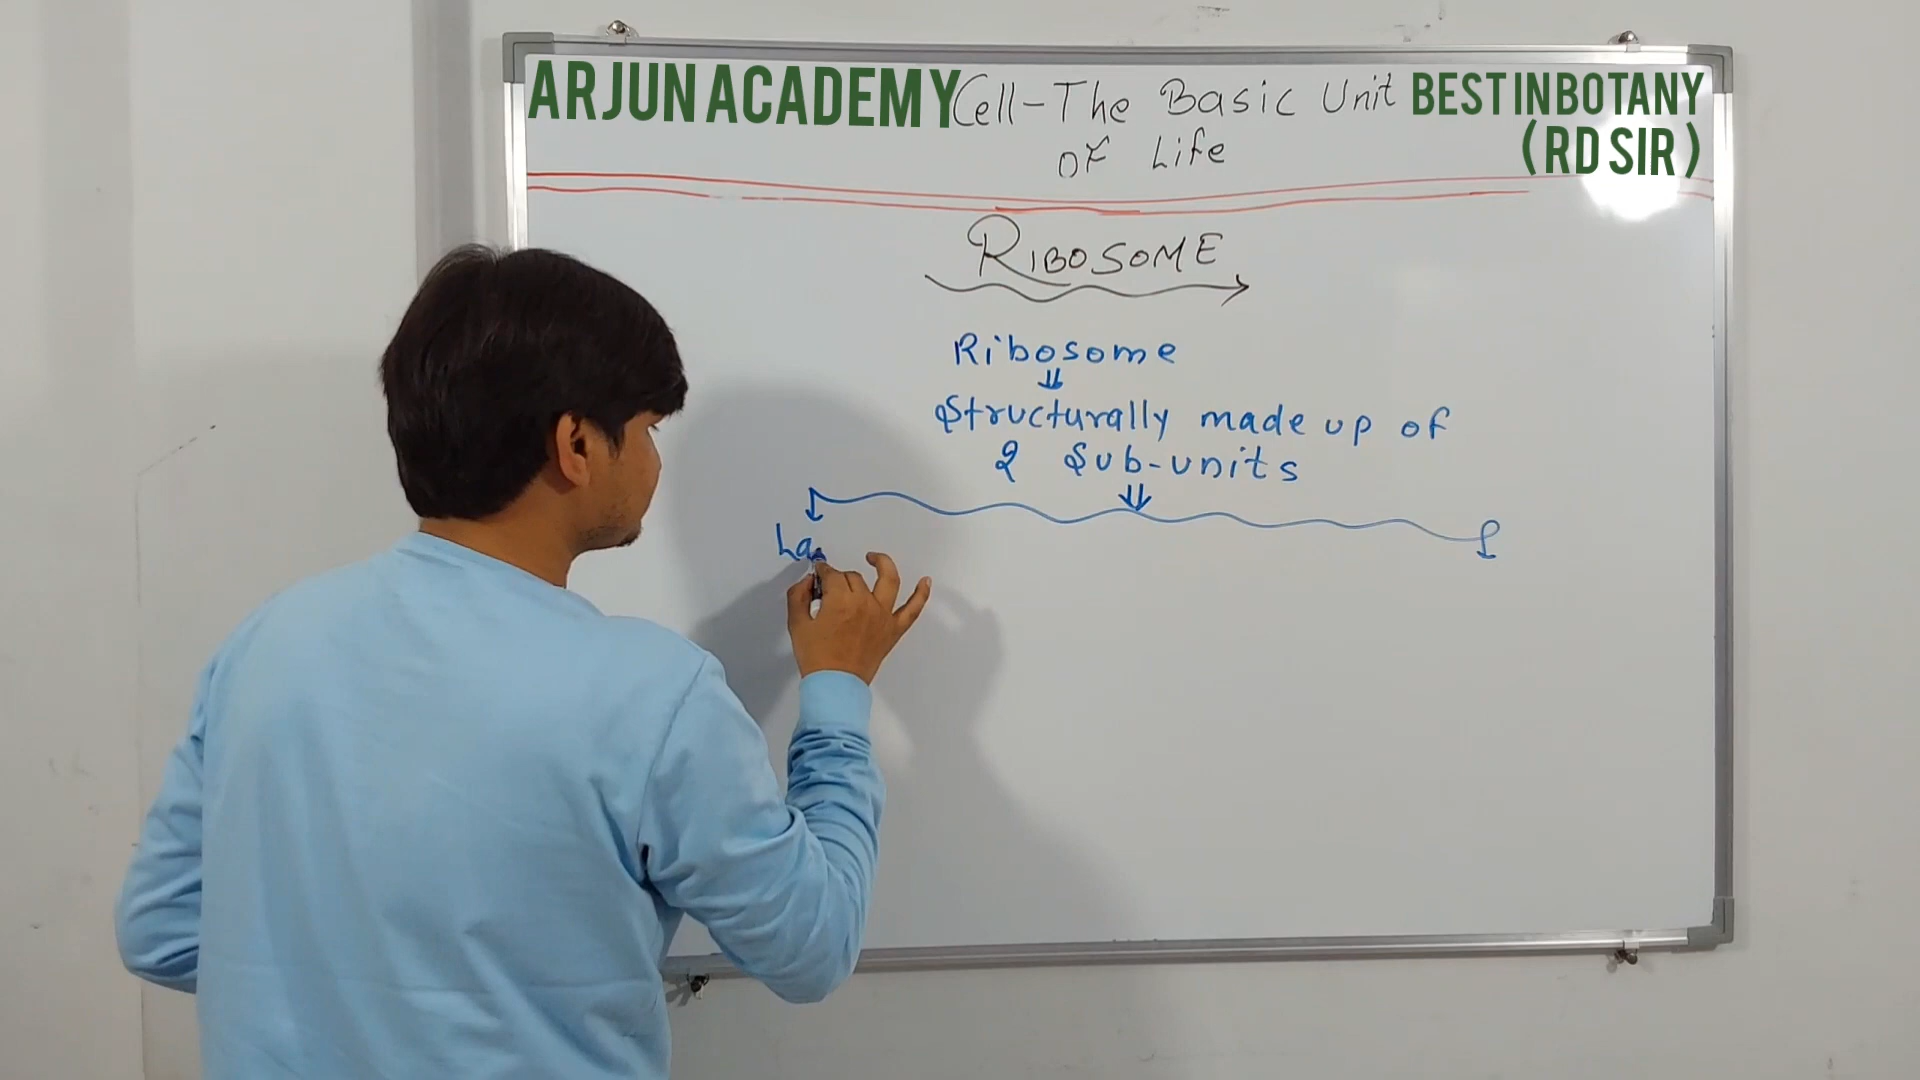 ARJUN ACADEMY
Cell-The Basic Unit
of Life
BEST IN BOTANY
(RD SIR)
RIBOSOME
Ribosome
Structurally made up of
2 Sub-units
La